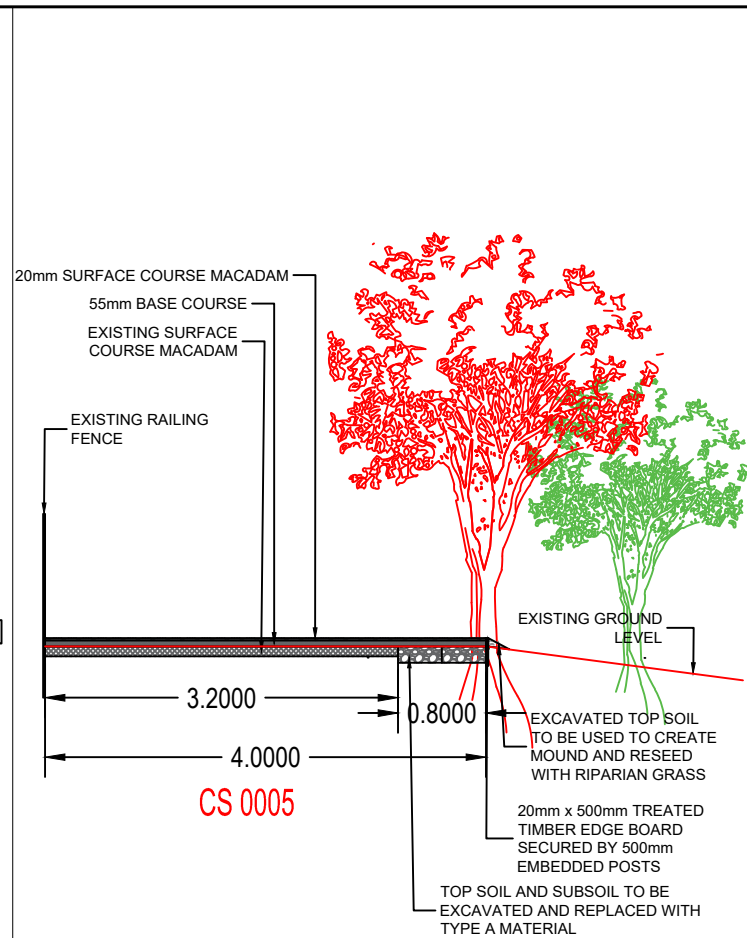 20mm SURFACE COURSE MACADAM
55mm BASE COURSE
EXISTING SURFACE
COURSE MACADAM
EXISTING RAILING
FENCE
EXISTING GROUND
LEVEL
3.2000
0.8000
4.0000
CS 0005
EXCAVATED TOP SOIL
TO BE USED TO CREATE
MOUND AND RESEED
WITH RIPARIAN GRASS
20mm x 500mm TREATED
TIMBER EDGE BOARD
SECURED BY 500mm
EMBEDDED POSTS
TOP SOIL AND SUBSOIL TO BE
EXCAVATED AND REPLACED WITH
TYPE A MATERIAL